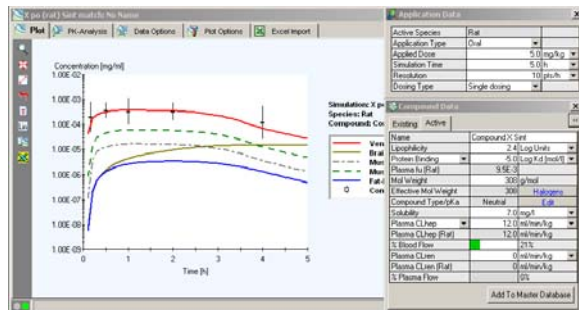 X po (rat) Sint match: No Name
Plot
PK-Analysis
Data Options
Plot Options
Excel Import
Concentration [mg/ml]
1.00E-02
1.00E-03
1.00E-04
1.00E-05
1.00E-06
1.00E-07
1.00E-08
1.00E-09
0 1 2 3 4 5
Time [h]
Simulation: X p
Species: Rat
Compound: Co
Ven
Brai
Mus
Mus
Fat-
Con
Application Data
Active Species Rat
Application Type Oral
Applied Dose 5.0 mg/kg
Simulation Time 5.0 h
Resolution 10 pts/h
Dosing Type Single dosing
Compound Data
Existing Active
Name Compound X Sint
Lipophilicity 2.4 Log Units
Protein Binding -5.0 Log Kd [mol/l]
Plasma fu (Rat) 9.5E-3
Mol Weight 308 g/mol
Effective Mol Weight 308 Halogens
Compound Type/pKa Neutral Edit
Solubility 7.0 mg/l
Plasma CLhep 12.0 ml/min/kg
Plasma CLhep (Rat) 12.0 ml/min/kg
% Blood Flow 21%
Plasma CLren 0 ml/min/kg
Plasma CLren (Rat) 0 ml/min/kg
% Plasma Flow 0%
Add To Master Database